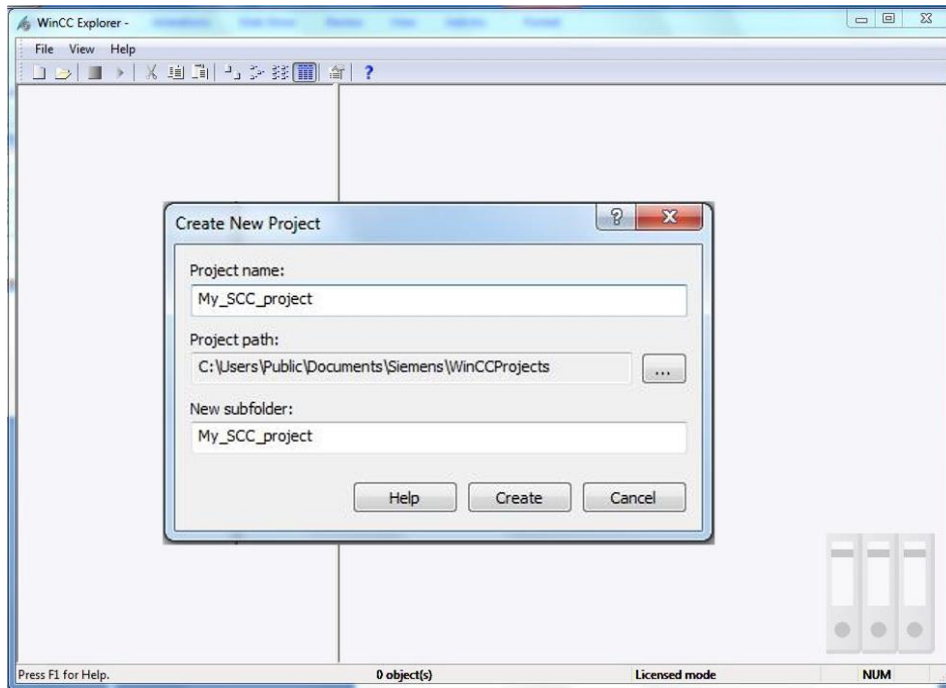 WinCC Explorer -
File View Help
?
Create New Project
?
Project name:
My_SCC_project
Project path:
C:\Users\Public\Documents\Siemens\WinCCProjects
...
New subfolder:
My_SCC_project
Help Create Cancel
Press F1 for Help. 0 object(s) Licensed mode NUM